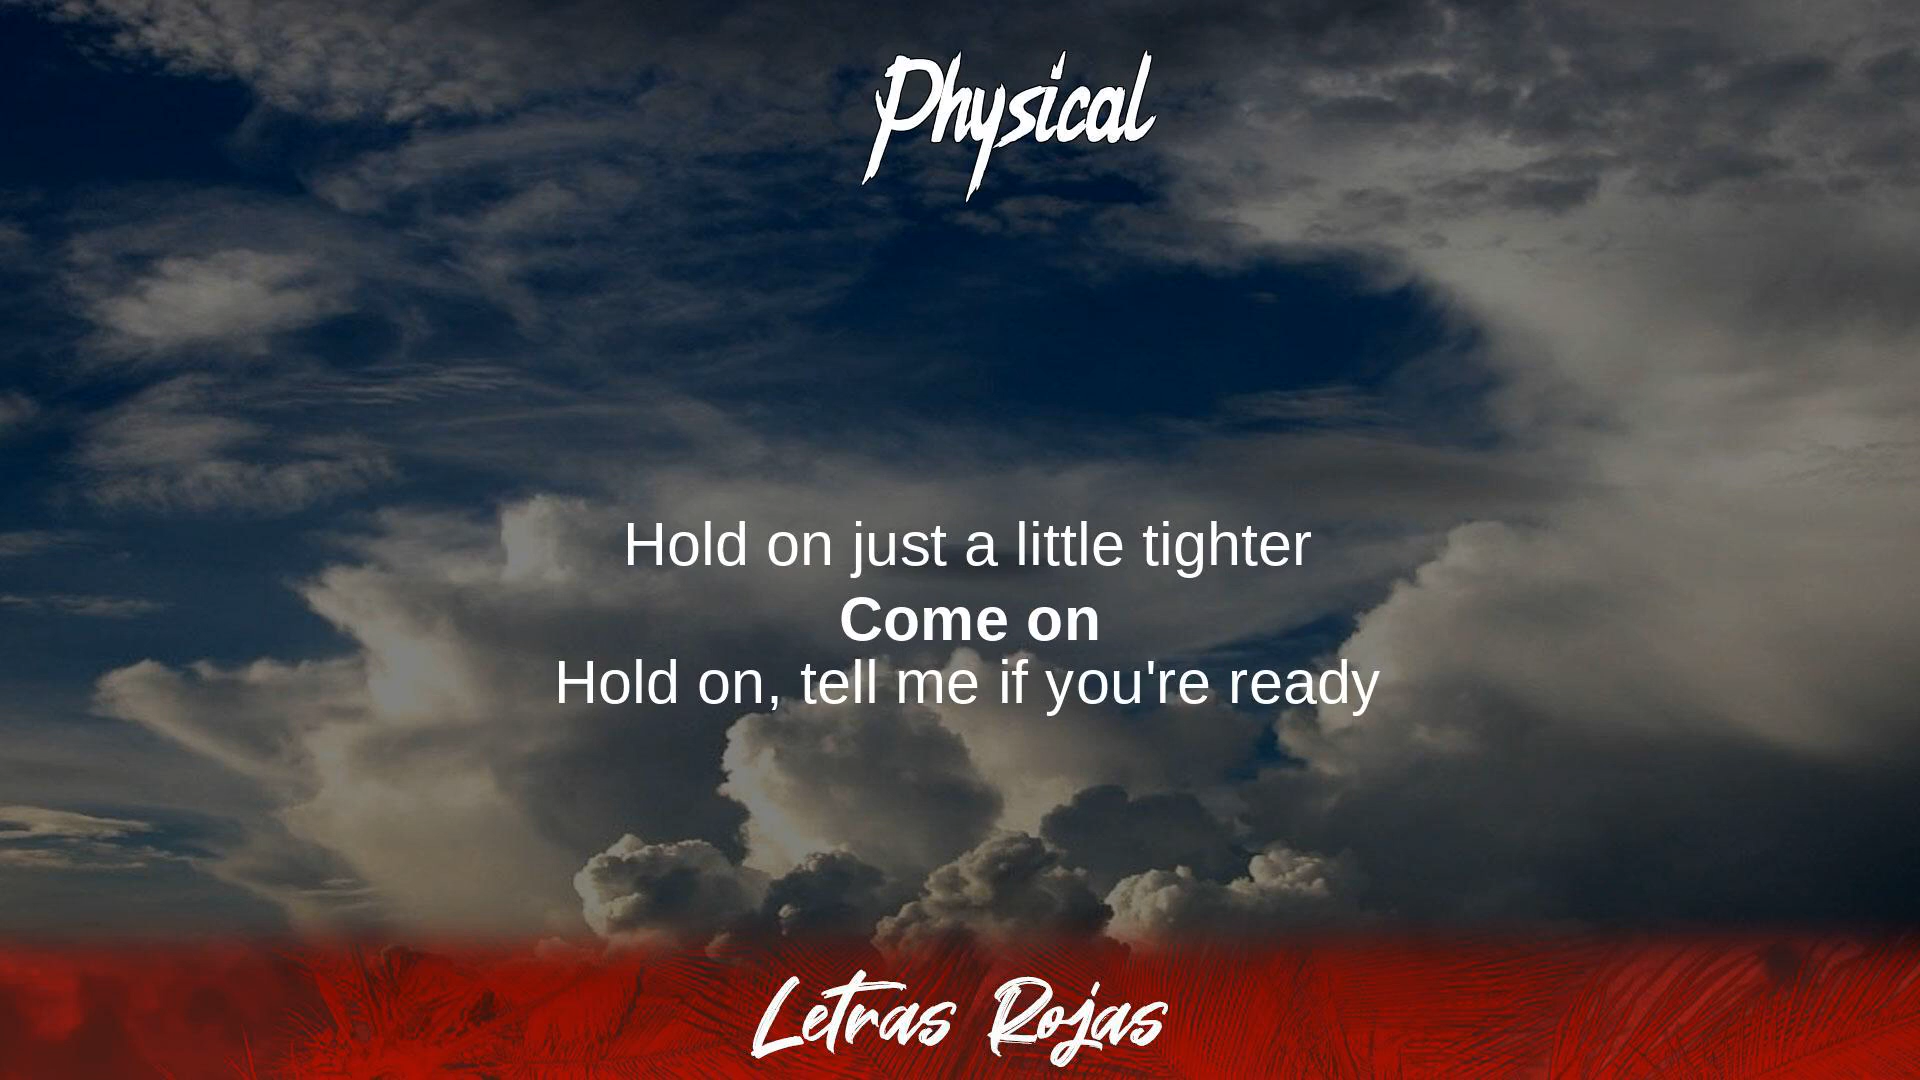 Physical
Hold on just a little tighter
Come on
Hold on, tell me if you're ready
Letras Rojas